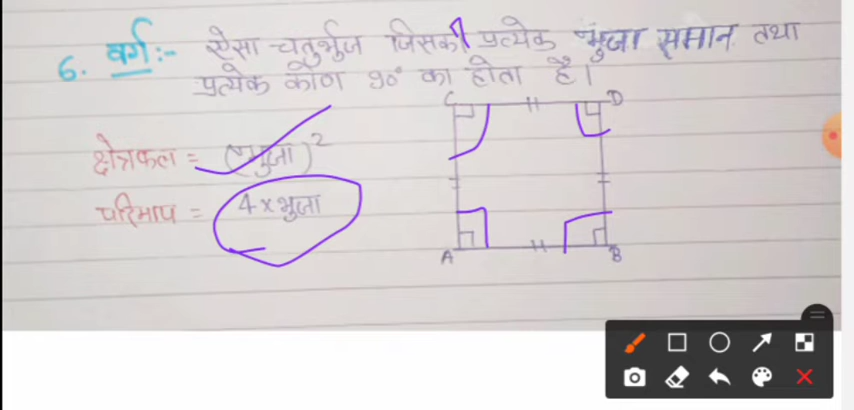 6. वर्ग:- ऐसा चतुर्भुज जिसकी प्रत्येक भुजा समान तथा
प्रत्येक कोण 90° का होता है।
C D
क्षेत्रफल = (भुजा)²
परिमाप = 4 × भुजा
A B